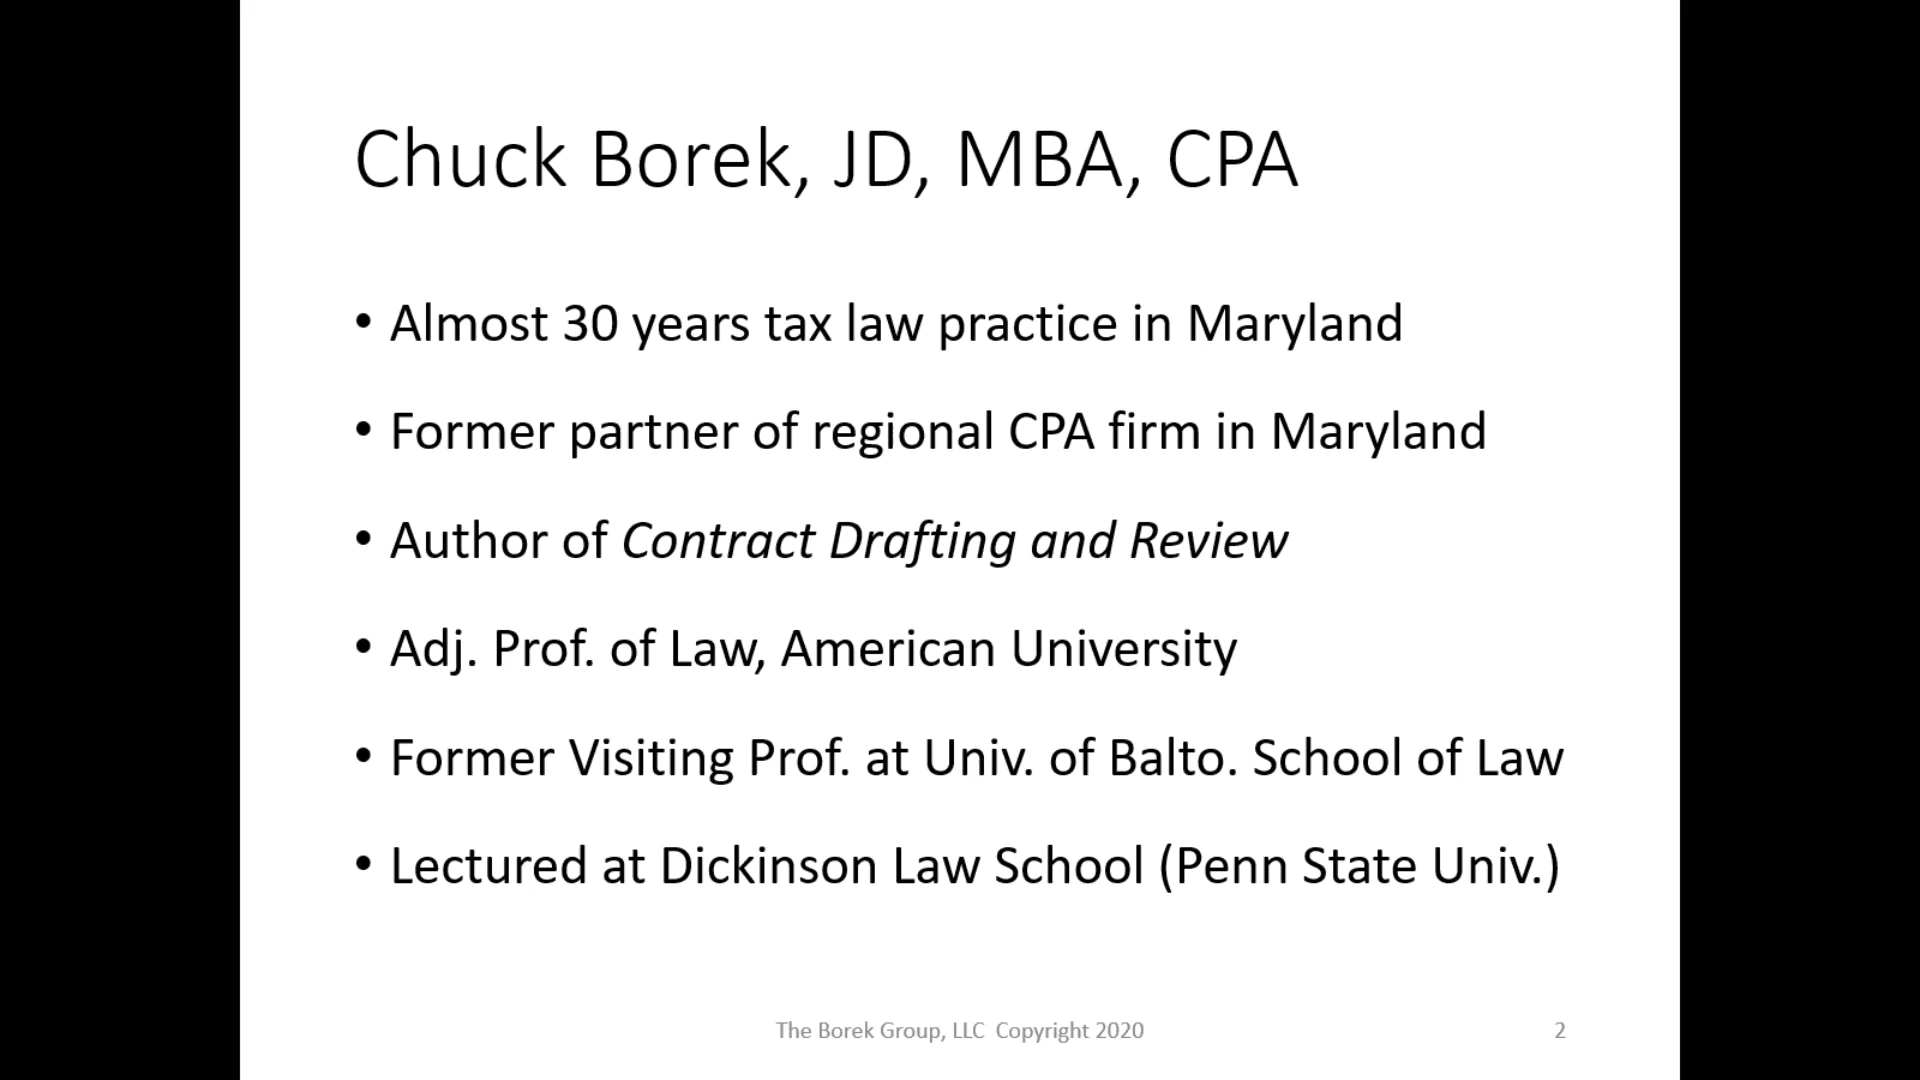 Chuck Borek, JD, MBA, CPA
• Almost 30 years tax law practice in Maryland
• Former partner of regional CPA firm in Maryland
• Author of Contract Drafting and Review
• Adj. Prof. of Law, American University
• Former Visiting Prof. at Univ. of Balto. School of Law
• Lectured at Dickinson Law School (Penn State Univ.)
The Borek Group, LLC  Copyright 2020
2